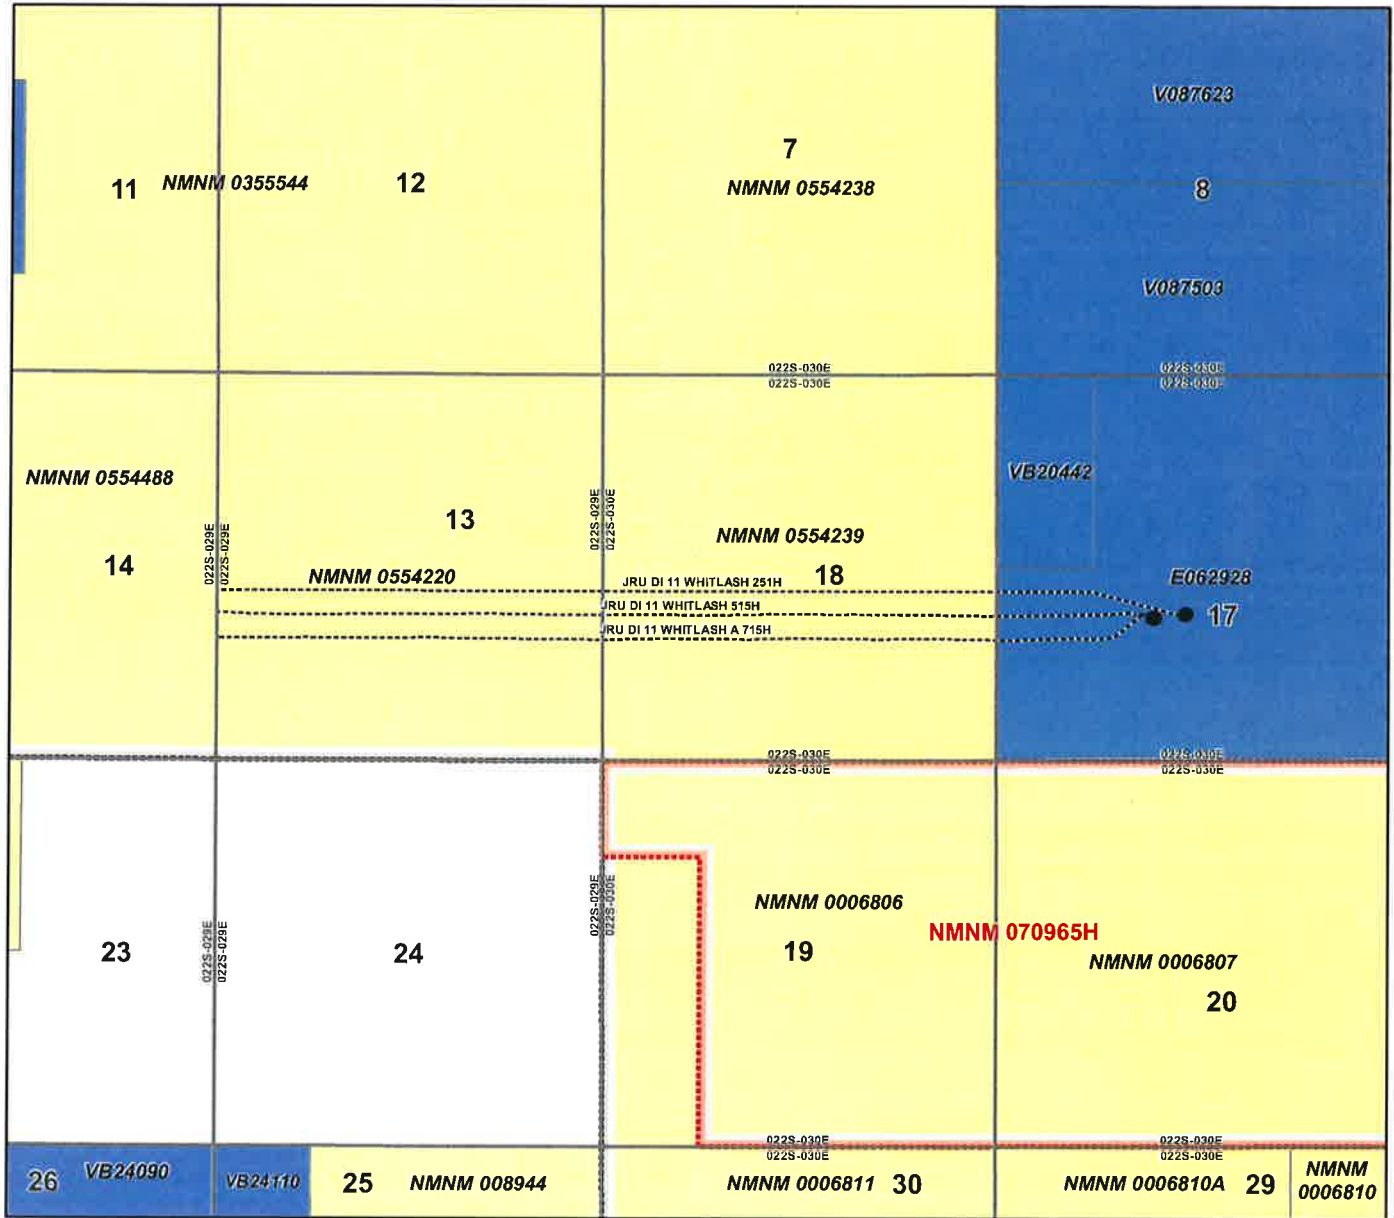 V087623
7
11 NMNM 0355544 12
NMNM 0554238
8
V087503
022S-030E
022S-030E
022S-030E
022S-030E
NMNM 0554488
VB20442
13
022S-029E
022S-030E
NMNM 0554239
022S-029E
022S-029E
14
NMNM 0554220
JRU DI 11 WHITLASH 251H
18
E062928
JRU DI 11 WHITLASH 515H
17
JRU DI 11 WHITLASH A 715H
022S-030E
022S-030E
022S-030E
022S-030E
022S-029E
022S-030E
NMNM 0006806
NMNM 070965H
022S-029E
022S-029E
23
24
19
NMNM 0006807
20
022S-030E
022S-030E
022S-030E
022S-030E
26 VB24090
VB24110
25 NMNM 008944
NMNM 0006811 30
NMNM 0006810A 29
NMNM
0006810